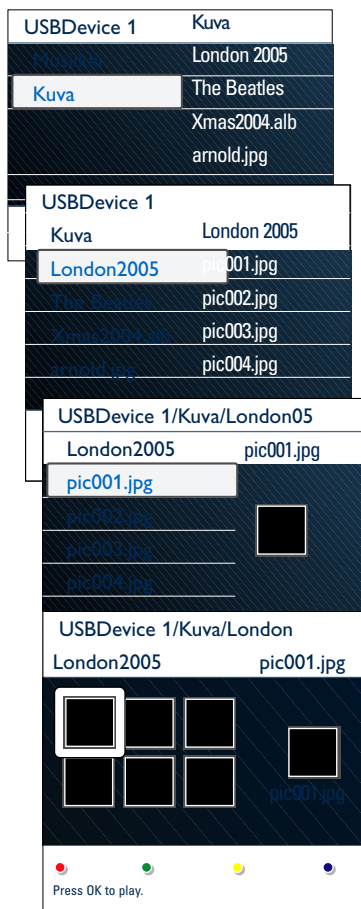 USBDevice 1 Kuva
Musiikki London 2005
Kuva The Beatles
Xmas2004.alb
arnold.jpg
USBDevice 1
Kuva London 2005
London2005 pic001.jpg
The Beatles pic002.jpg
Xmas2004.alb pic003.jpg
arnold.jpg pic004.jpg
USBDevice 1/Kuva/London05
London2005 pic001.jpg
pic001.jpg
pic002.jpg
pic003.jpg
pic004.jpg
USBDevice 1/Kuva/London
London2005 pic001.jpg
pic001.jpg
Press OK to play.